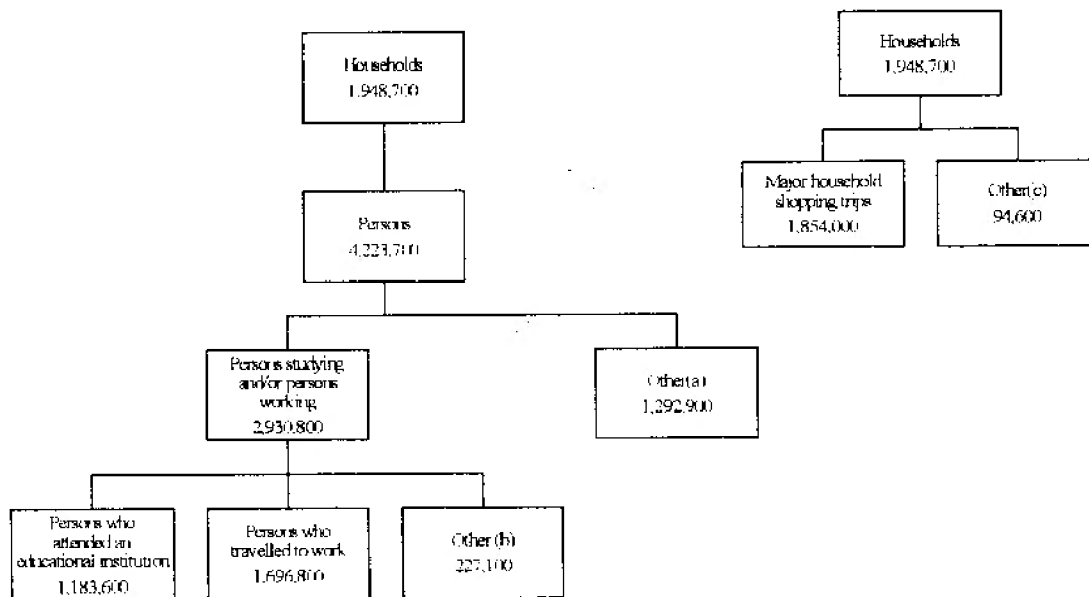 Households
1,948,700
Households
1,948,700
Major household
shopping trips
1,854,000
Other(c)
94,600
Persons
4,223,700
Persons studying
and/or persons
working
2,930,800
Other(a)
1,292,900
Persons who
attended an
educational institution
1,183,600
Persons who
travelled to work
1,696,800
Other (b)
227,100